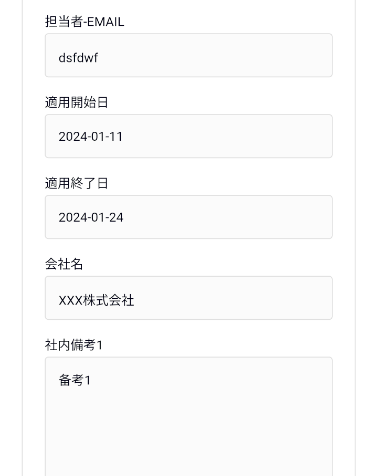 担当者-EMAIL
dsfdwf
適用開始日
2024-01-11
適用終了日
2024-01-24
会社名
XXX株式会社
社内備考1
备考1